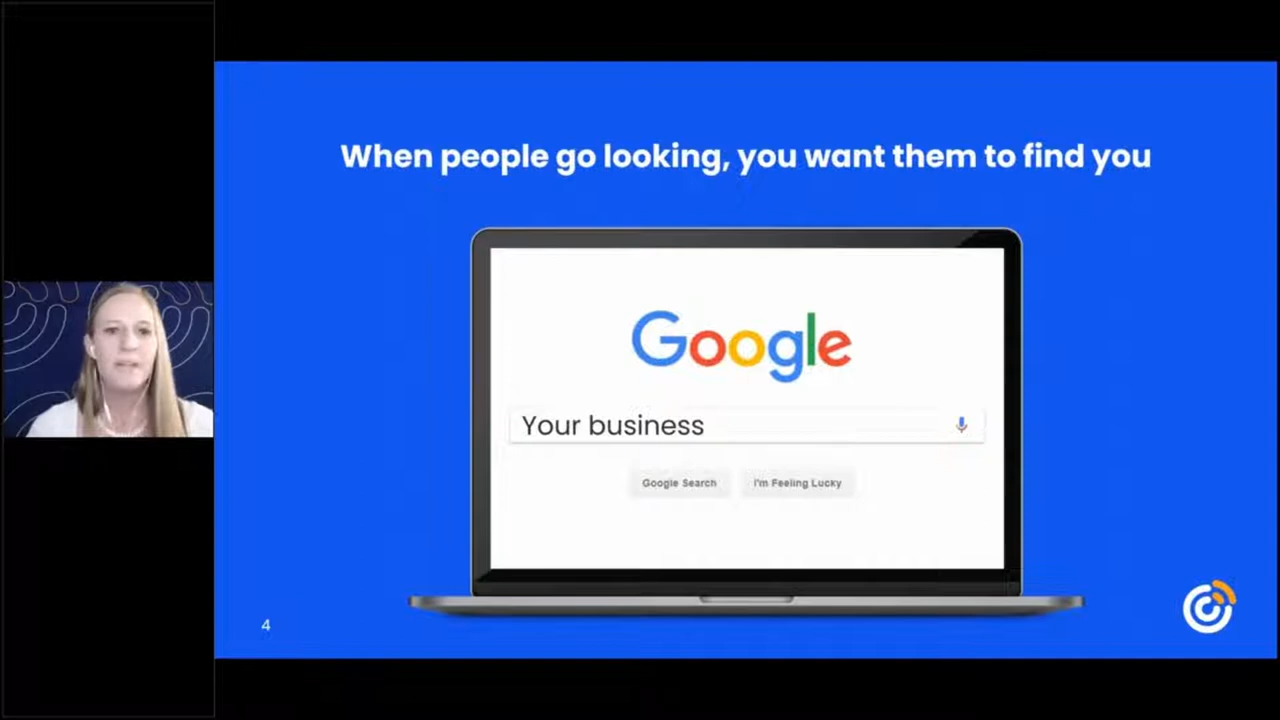 When people go looking, you want them to find you
Google
Your business
Google Search
I'm Feeling Lucky
4